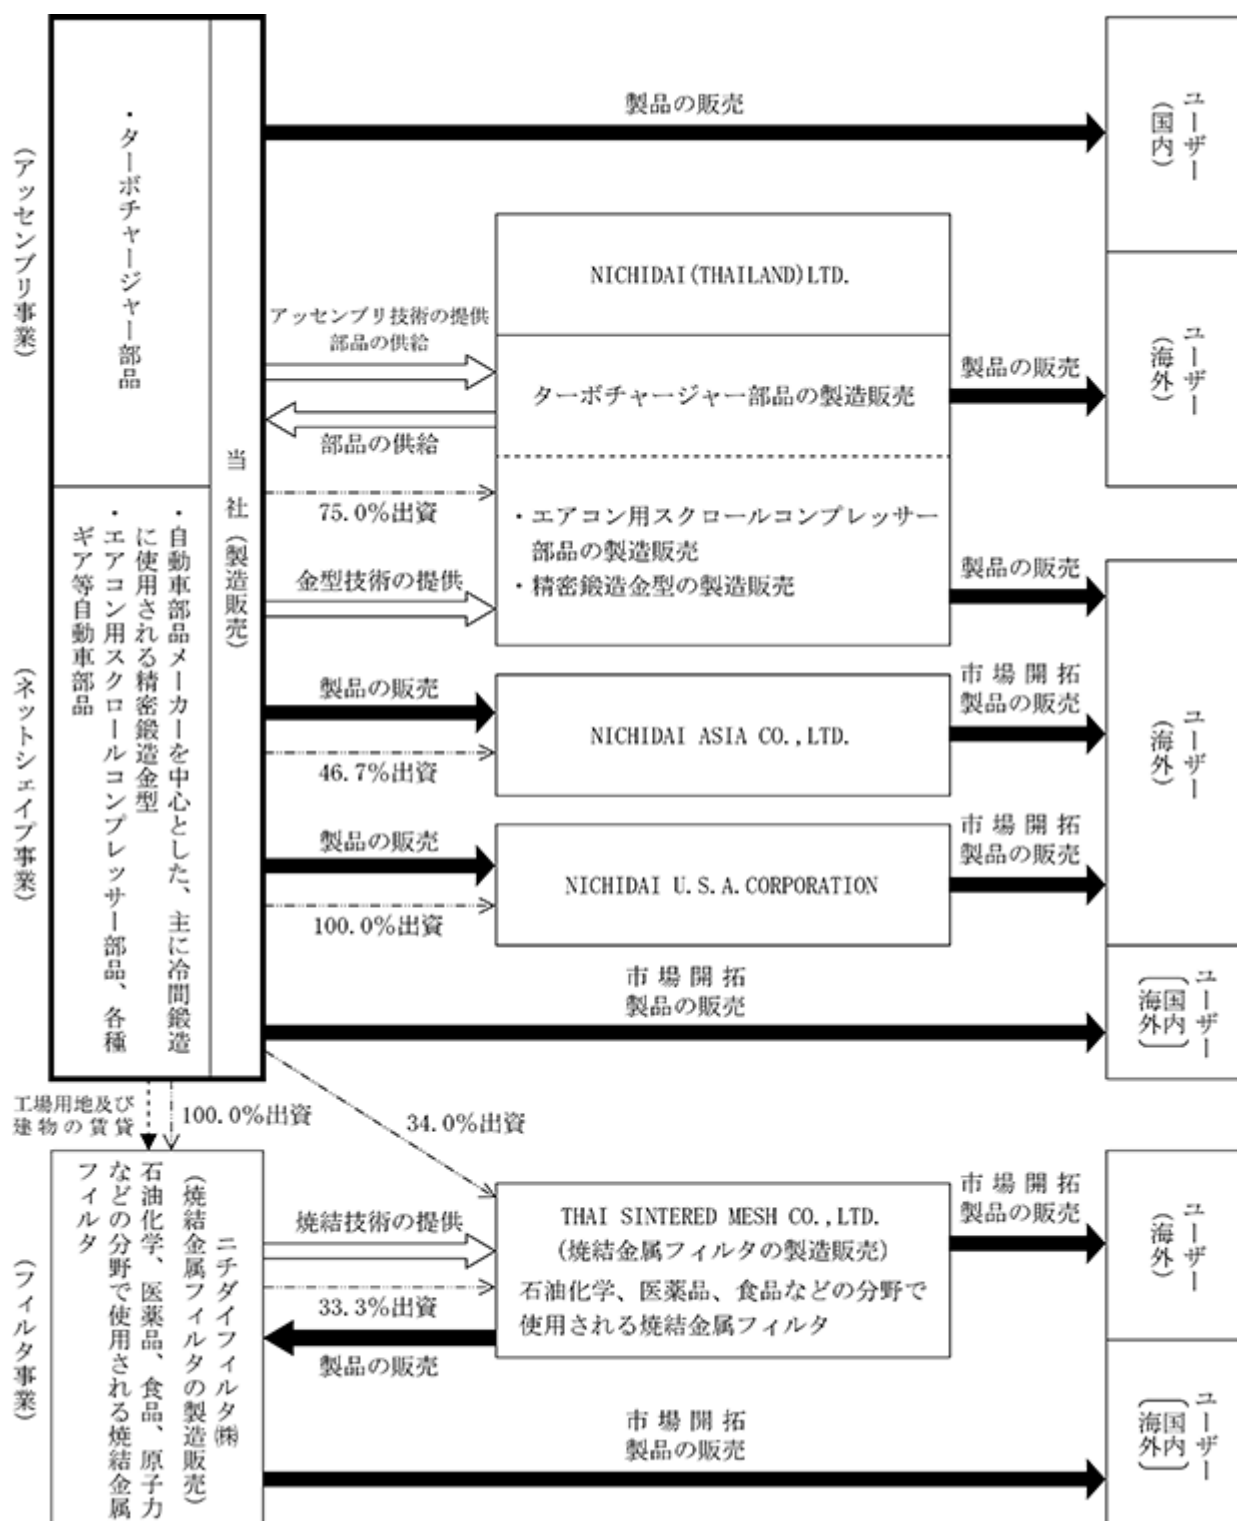 (アッセンブリ事業)
・ターボチャージャー部品
当　社(製造販売)
製品の販売
ユーザー
(国内)
NICHIDAI(THAILAND)LTD.
アッセンブリ技術の提供
部品の供給
ターボチャージャー部品の製造販売
製品の販売
ユーザー
(海外)
部品の供給
75.0%出資
・エアコン用スクロールコンプレッサー
部品の製造販売
・精密鍛造金型の製造販売
金型技術の提供
製品の販売
(ネットシェイプ事業)
・自動車部品メーカーを中心とした、主に冷間鍛造
に使用される精密鍛造金型
・エアコン用スクロールコンプレッサー部品、各種
ギア等自動車部品
製品の販売
46.7%出資
NICHIDAI ASIA CO.,LTD.
市場開拓
製品の販売
ユーザー
(海外)
製品の販売
100.0%出資
NICHIDAI U.S.A.CORPORATION
市場開拓
製品の販売
市場開拓
製品の販売
ユーザー
(国内
海外)
工場用地及び
建物の賃貸
100.0%出資
34.0%出資
(フィルタ事業)
ニチダイフィルタ㈱
(焼結金属フィルタの製造販売)
石油化学、医薬品、食品、原子力
などの分野で使用される焼結金属
フィルタ
焼結技術の提供
33.3%出資
製品の販売
THAI SINTERED MESH CO.,LTD.
(焼結金属フィルタの製造販売)
石油化学、医薬品、食品などの分野で
使用される焼結金属フィルタ
市場開拓
製品の販売
ユーザー
(海外)
市場開拓
製品の販売
ユーザー
(国内
海外)